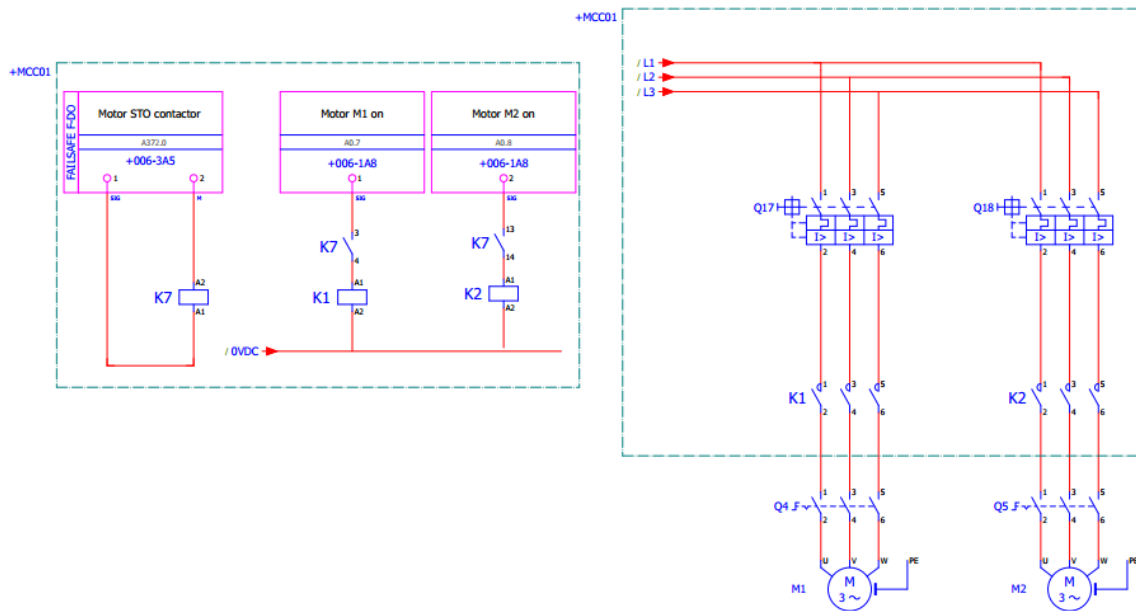 +MCC01
FAILSAFE F-DO
Motor STO contactor
A372.0
+006-3A5
1 2
SIG M
A2
K7
A1
Motor M1 on
A0.7
+006-1A8
1
SIG
3
K7
4
A1
K1
A2
Motor M2 on
A0.8
+006-1A8
2
SIG
13
K7
14
A1
K2
A2
/ 0VDC
+MCC01
/ L1
/ L2
/ L3
1 3 5
Q17
I> I> I>
2 4 6
1 3 5
Q18
I> I> I>
2 4 6
1 3 5
K1
2 4 6
1 3 5
K2
2 4 6
1 3 5
Q4
2 4 6
1 3 5
Q5
2 4 6
U V W PE
M1
M
3 ~
U V W PE
M2
M
3 ~